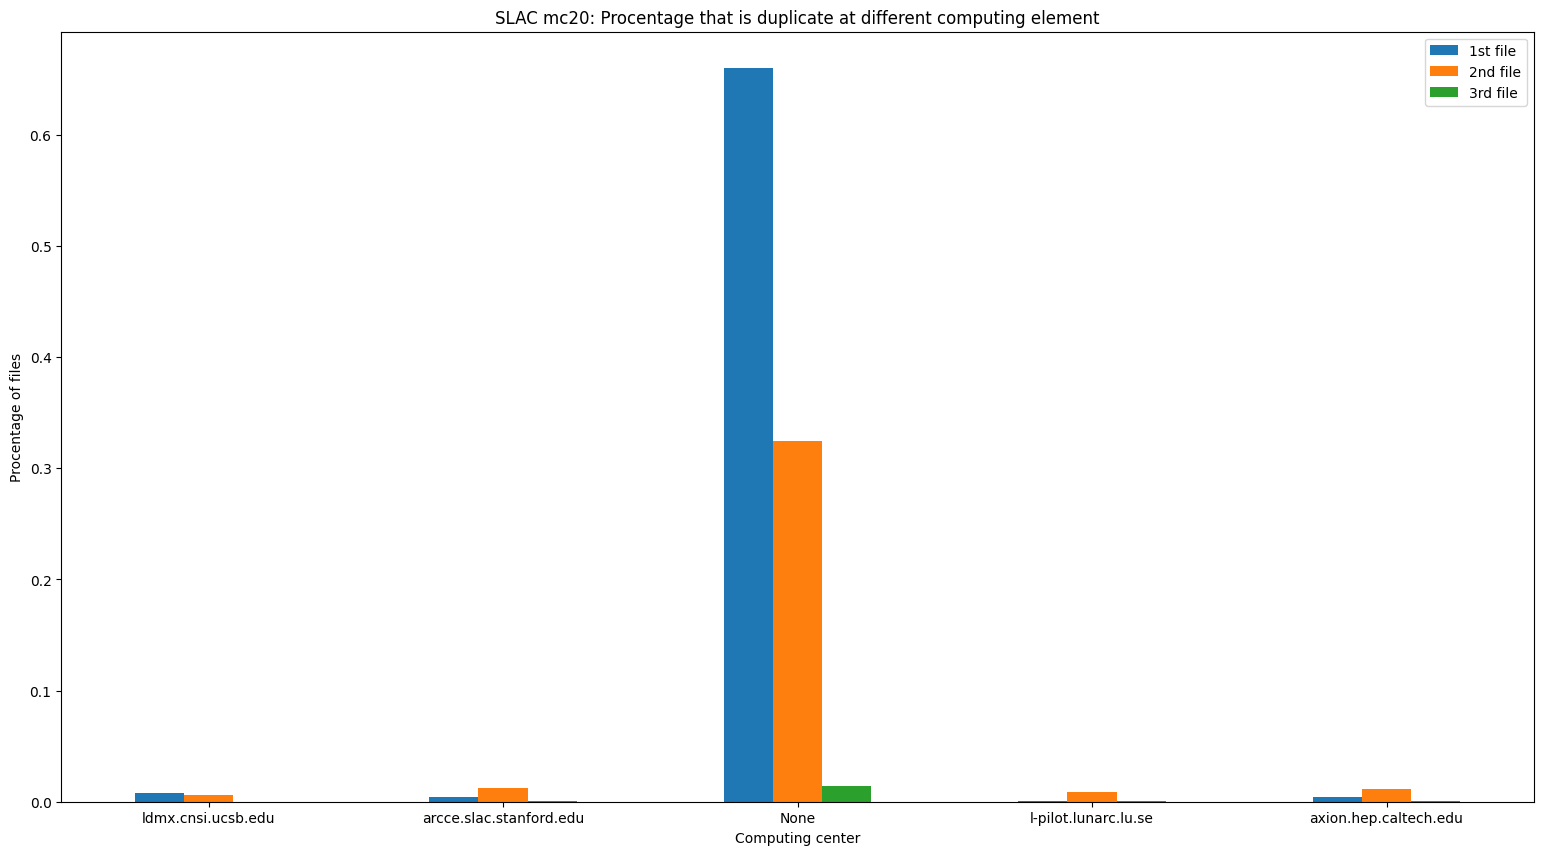 SLAC mc20: Procentage that is duplicate at different computing element
1st file
2nd file
3rd file
Procentage of files
0.6
0.5
0.4
0.3
0.2
0.1
0.0
ldmx.cnsi.ucsb.edu
arcce.slac.stanford.edu
None
l-pilot.lunarc.lu.se
axion.hep.caltech.edu
Computing center